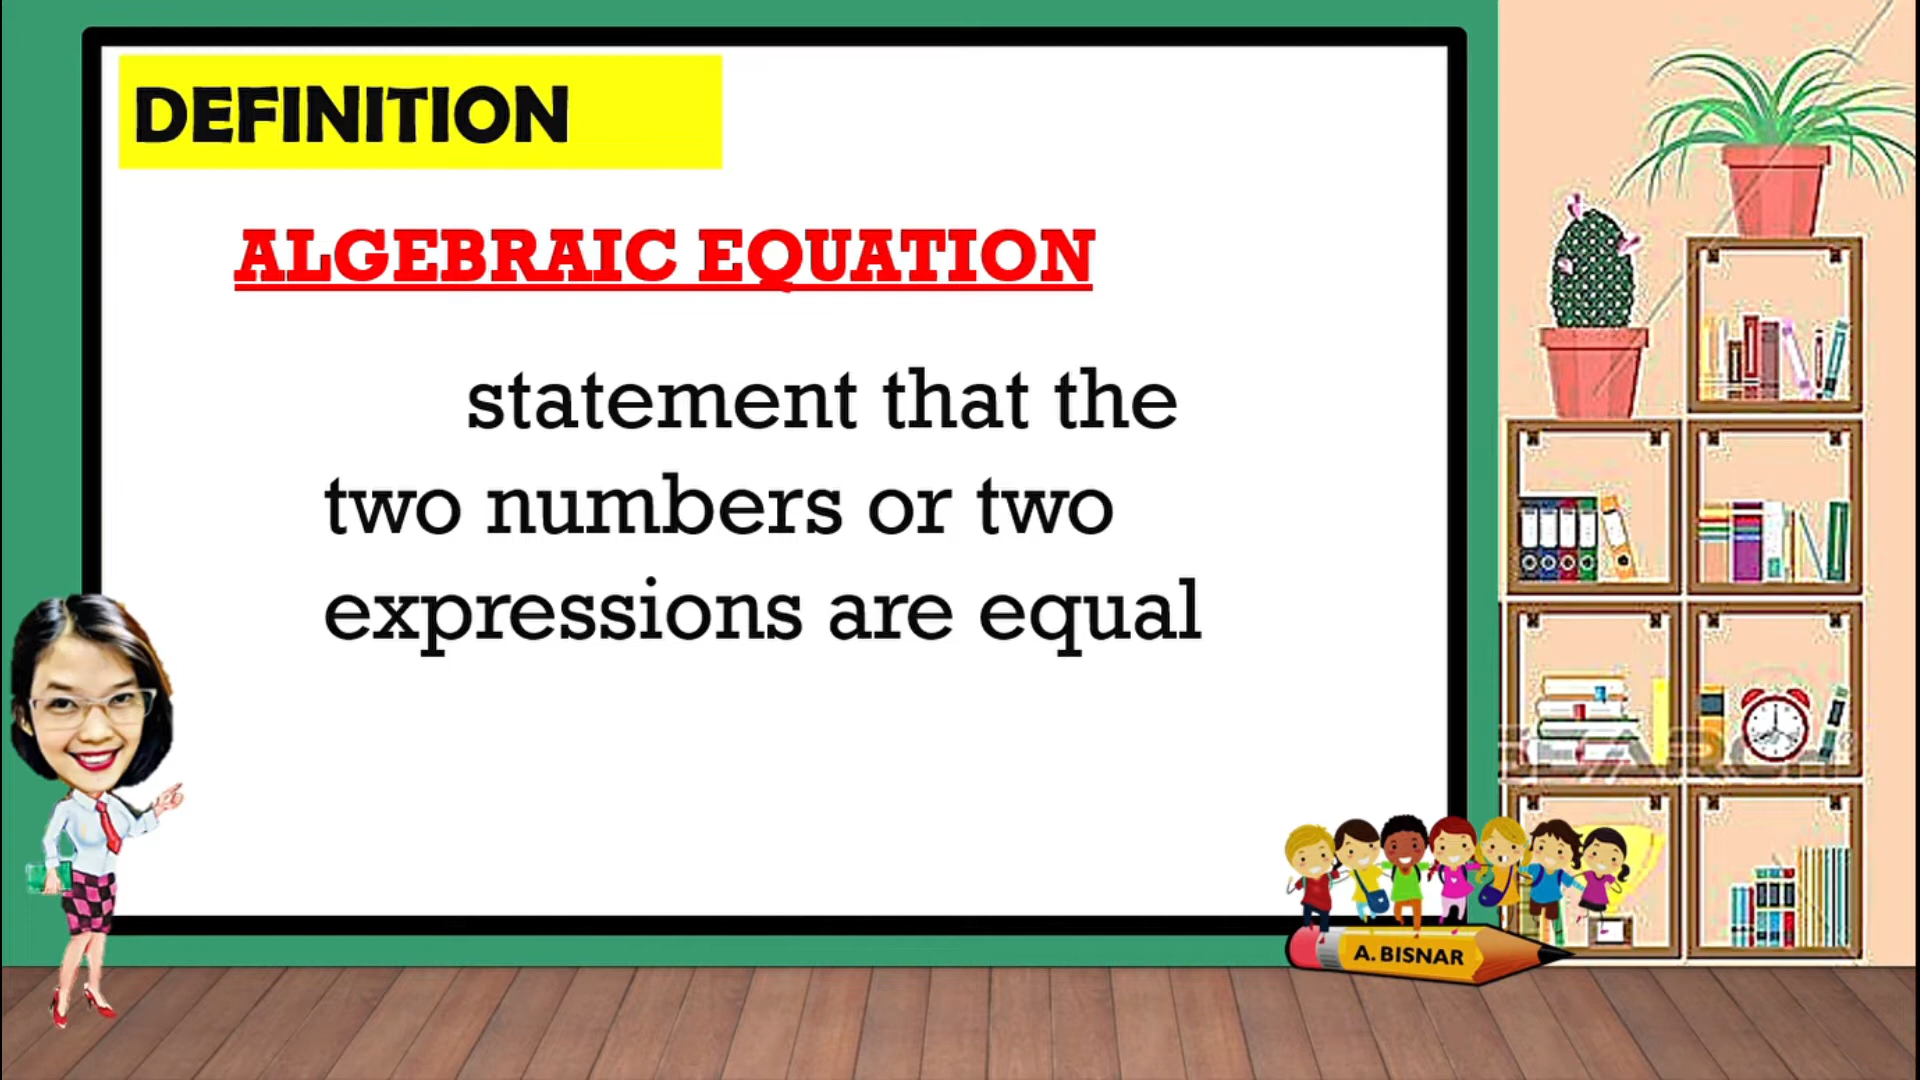 DEFINITION
ALGEBRAIC EQUATION
statement that the
two numbers or two
expressions are equal
A. BISNAR